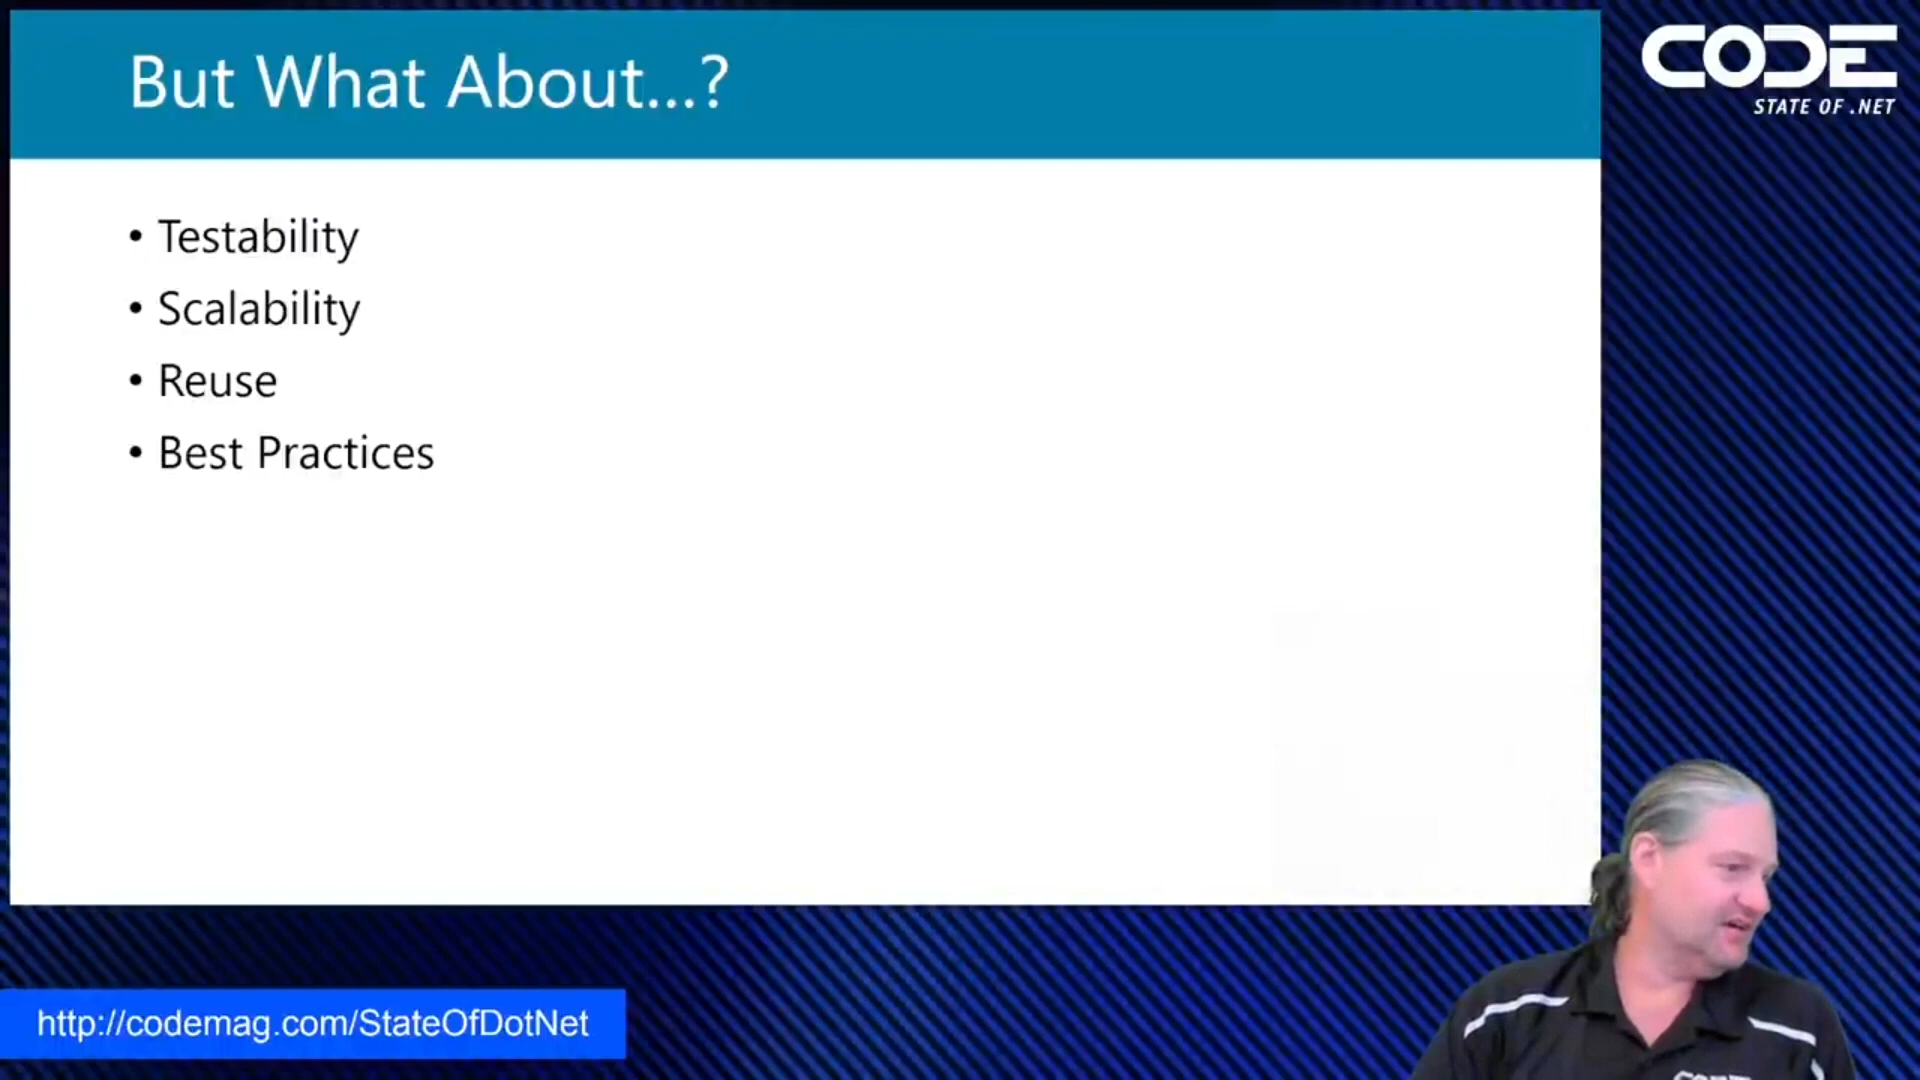 But What About...?
CODE
STATE OF .NET
• Testability
• Scalability
• Reuse
• Best Practices
http://codemag.com/StateOfDotNet